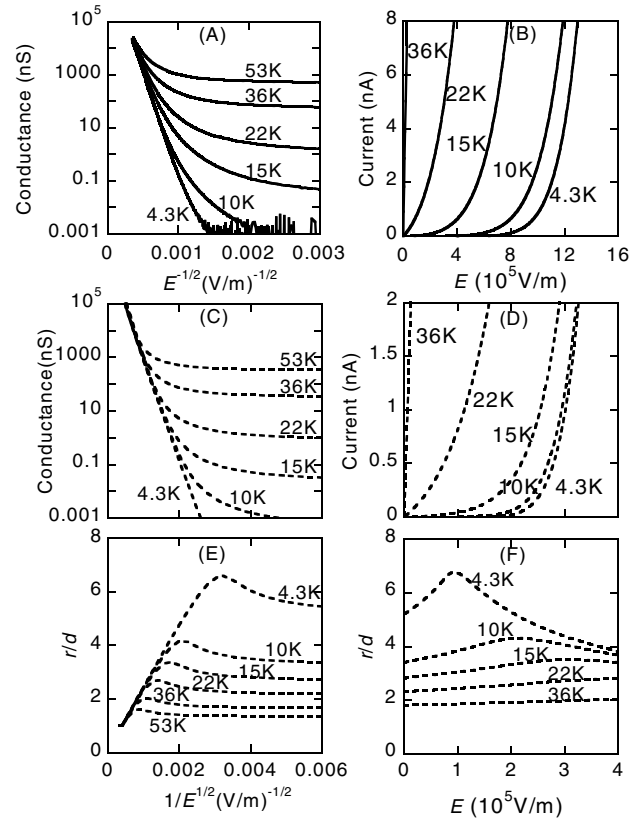 (A)
Conductance (nS)
10^5
1000
10
0.1
0.001
53K
36K
22K
15K
10K
4.3K
0
0.001
0.002
0.003
E^-1/2(V/m)^-1/2
(B)
Current (nA)
8
6
4
2
0
36K
22K
15K
10K
4.3K
0
4
8
12
16
E (10^5V/m)
(C)
Conductance(nS)
10^5
1000
10
0.1
0.001
53K
36K
22K
15K
10K
4.3K
(D)
Current (nA)
2
1.5
1
0.5
0
36K
22K
15K
10K
4.3K
(E)
r/d
8
6
4
2
0
4.3K
10K
15K
22K
36K
53K
0
0.002
0.004
0.006
1/E^1/2(V/m)^-1/2
(F)
r/d
8
6
4
2
0
4.3K
10K
15K
22K
36K
0
1
2
3
4
E (10^5V/m)